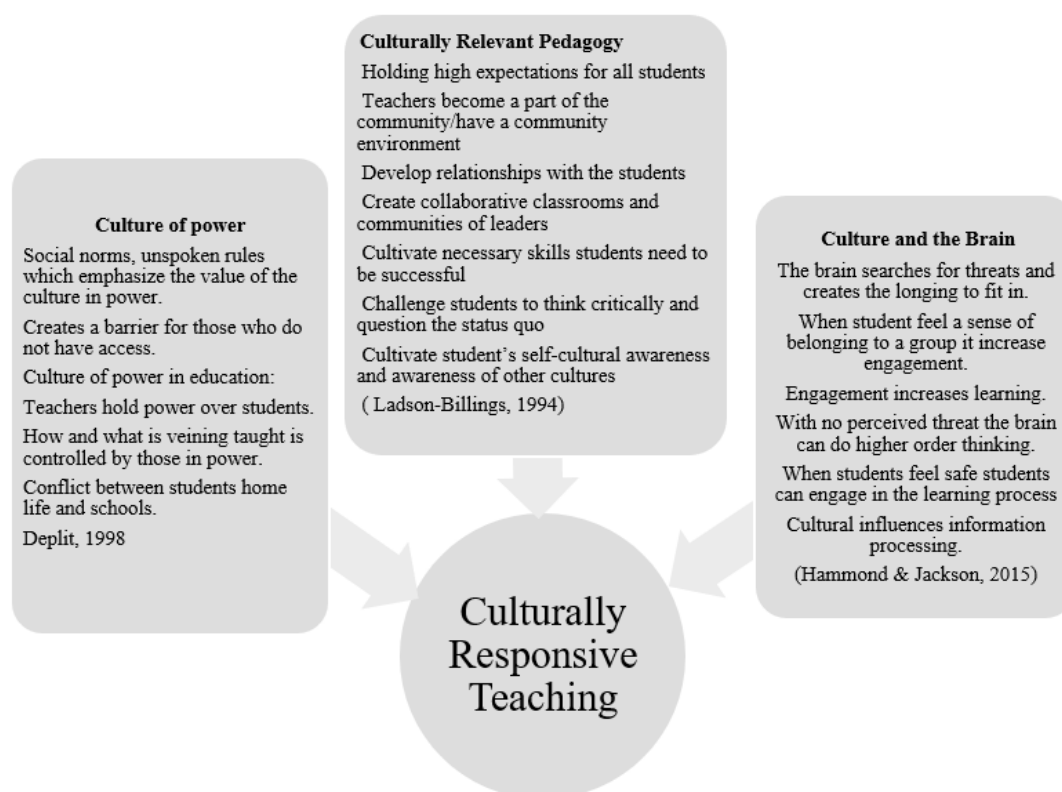 Culturally Relevant Pedagogy
Holding high expectations for all students
Teachers become a part of the
community/have a community
environment
Develop relationships with the students
Create collaborative classrooms and
communities of leaders
Cultivate necessary skills students need to
be successful
Challenge students to think critically and
question the status quo
Cultivate student’s self-cultural awareness
and awareness of other cultures
( Ladson-Billings, 1994)
Culture of power
Social norms, unspoken rules
which emphasize the value of the
culture in power.
Creates a barrier for those who do
not have access.
Culture of power in education:
Teachers hold power over students.
How and what is veining taught is
controlled by those in power.
Conflict between students home
life and schools.
Deplit, 1998
Culture and the Brain
The brain searches for threats and
creates the longing to fit in.
When student feel a sense of
belonging to a group it increase
engagement.
Engagement increases learning.
With no perceived threat the brain
can do higher order thinking.
When students feel safe students
can engage in the learning process
Cultural influences information
processing.
(Hammond & Jackson, 2015)
Culturally
Responsive
Teaching